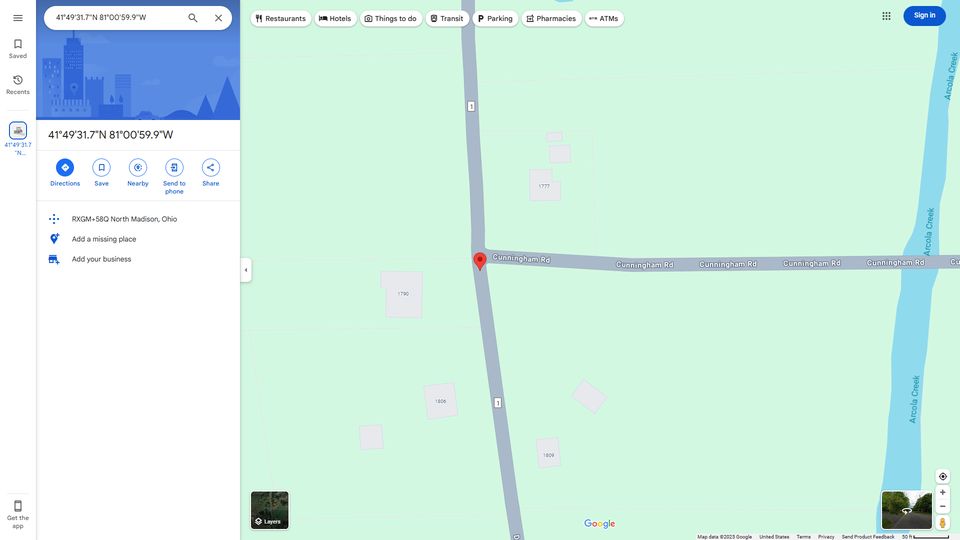 41°49'31.7"N 81°00'59.9"W
Restaurants
Hotels
Things to do
Transit
Parking
Pharmacies
ATMs
Sign in
Saved
Recents
41°49'31.7
"N...
41°49'31.7"N 81°00'59.9"W
Directions
Save
Nearby
Send to
phone
Share
RXGM+58Q North Madison, Ohio
Add a missing place
Add your business
Get the
app
1
1777
Cunningham Rd
Cunningham Rd
Cunningham Rd
Cunningham Rd
Cunningham Rd
Cu
1790
1806
1
1809
Arcola Creek
Arcola Creek
Arcola Creek
Layers
Google
Map data ©2023 Google
United States
Terms
Privacy
Send Product Feedback
50 ft